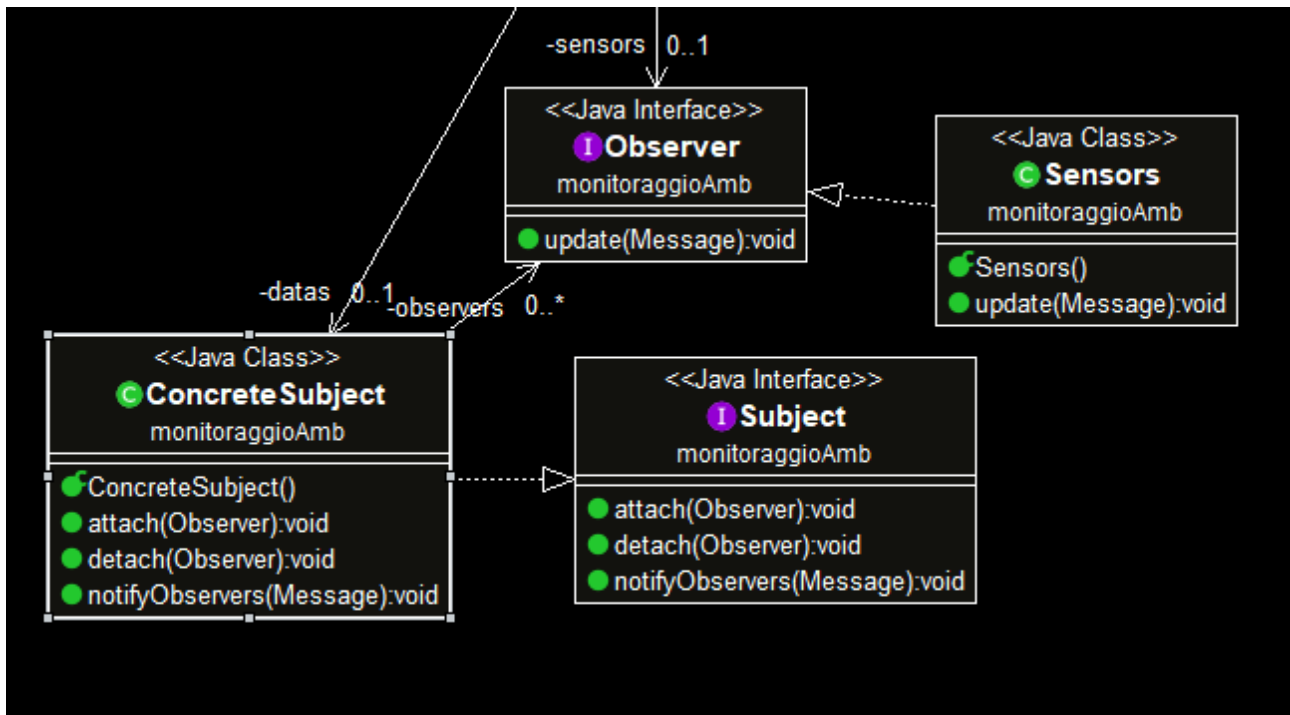 -sensors 0..1
<<Java Interface>>
I Observer
monitoraggioAmb
update(Message):void
<<Java Class>>
C Sensors
monitoraggioAmb
Sensors()
update(Message):void
-datas 0..1
-observers 0..*
<<Java Class>>
C ConcreteSubject
monitoraggioAmb
ConcreteSubject()
attach(Observer):void
detach(Observer):void
notifyObservers(Message):void
<<Java Interface>>
I Subject
monitoraggioAmb
attach(Observer):void
detach(Observer):void
notifyObservers(Message):void